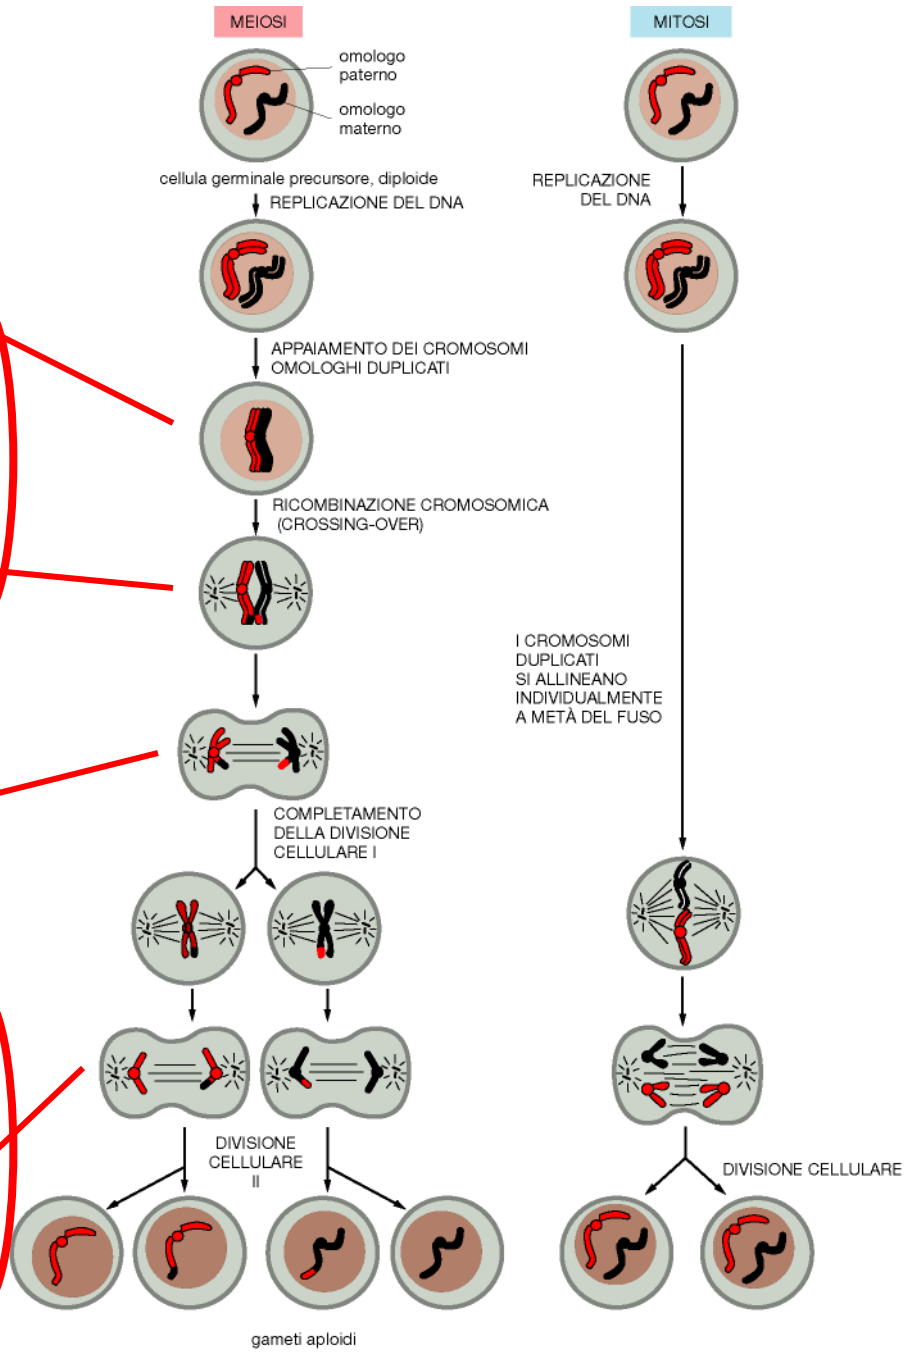 MEIOSI
MITOSI
omologo
paterno
omologo
materno
cellula germinale precursore, diploide
REPLICAZIONE DEL DNA
REPLICAZIONE
DEL DNA
APPAIAMENTO DEI CROMOSOMI
OMOLOGHI DUPLICATI
RICOMBINAZIONE CROMOSOMICA
(CROSSING-OVER)
I CROMOSOMI
DUPLICATI
SI ALLINEANO
INDIVIDUALMENTE
A METÀ DEL FUSO
COMPLETAMENTO
DELLA DIVISIONE
CELLULARE I
DIVISIONE
CELLULARE
II
DIVISIONE CELLULARE
gameti aploidi